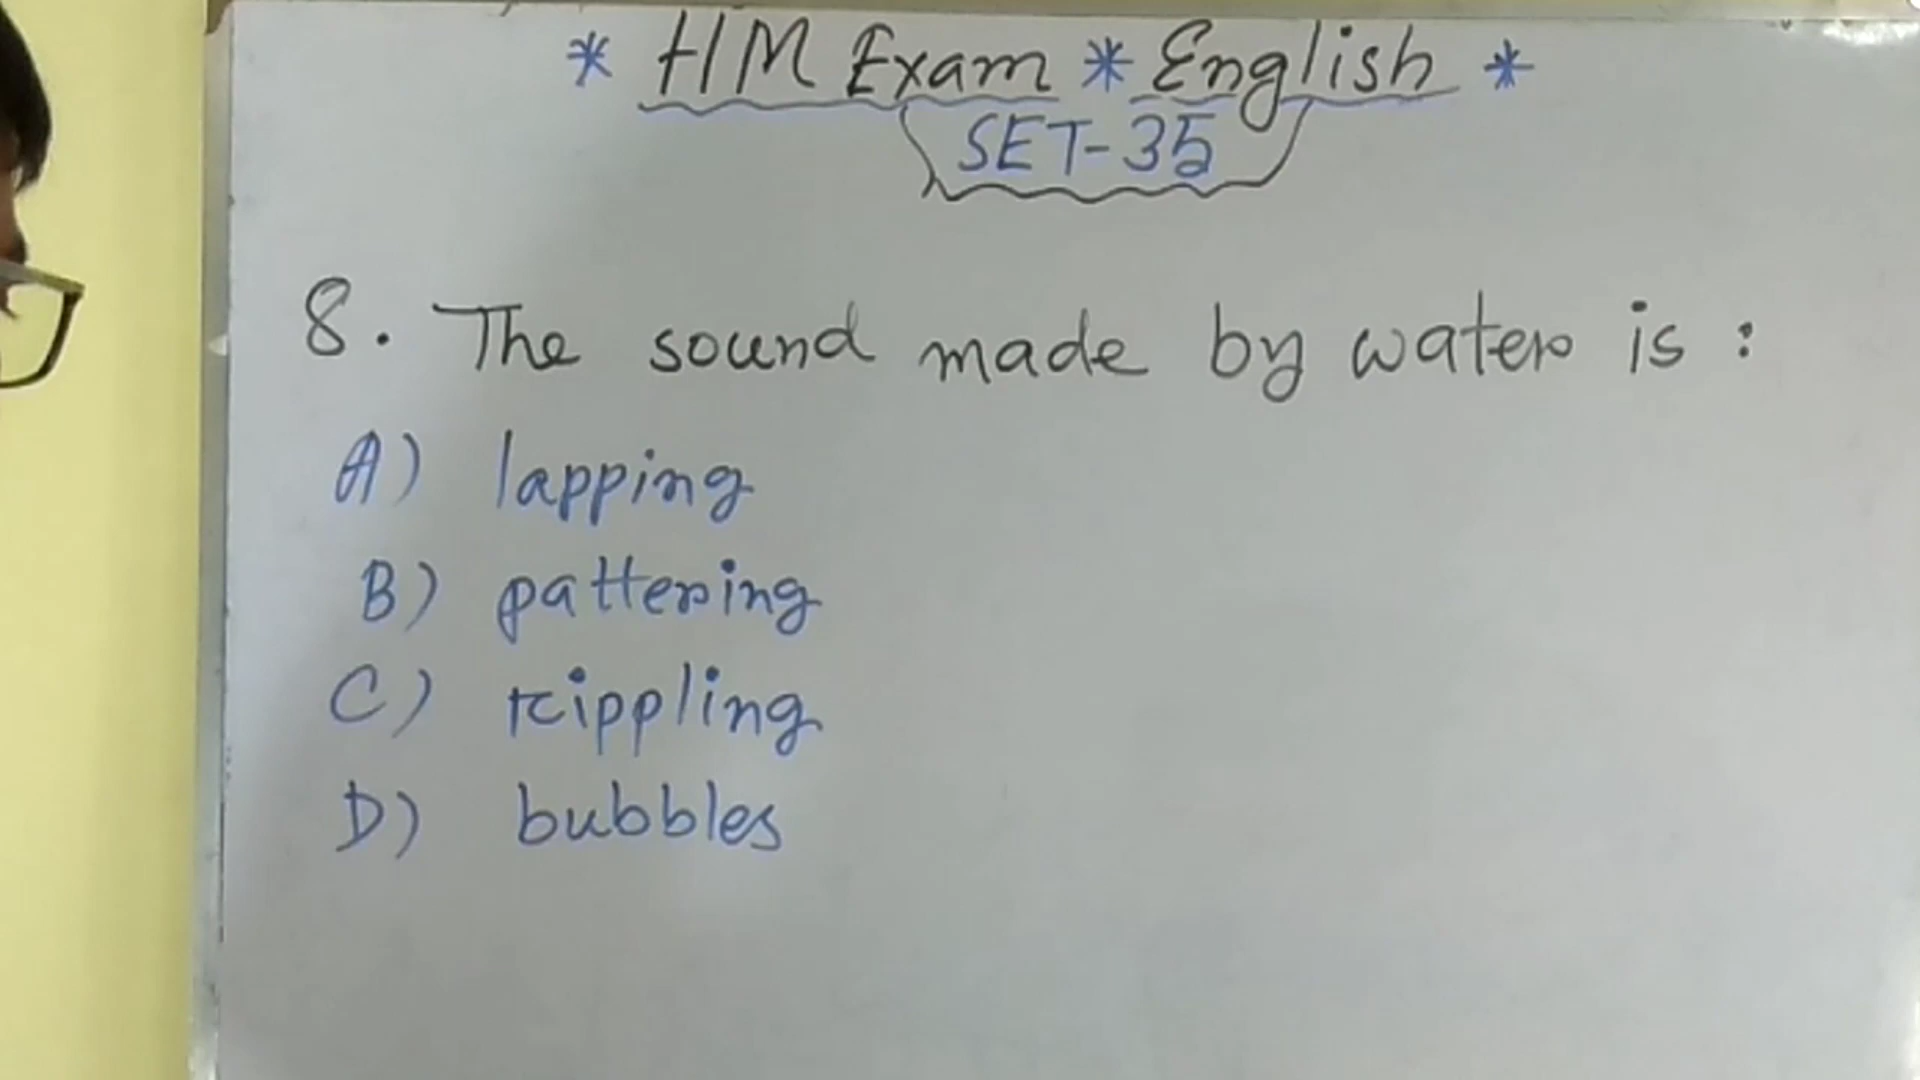 * HM Exam * English *
SET-35
8. The sound made by water is :
A) lapping
B) pattering
C) rippling
D) bubbles